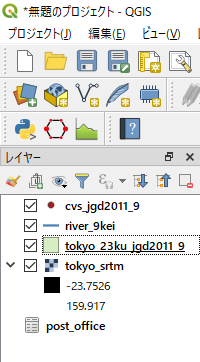 *無題のプロジェクト - QGIS
プロジェクト(J) 編集(E) ビュー(V)
レイヤー
cvs_jgd2011_9
river_9kei
tokyo_23ku_jgd2011_9
tokyo_srtm
-23.7526
159.917
post_office